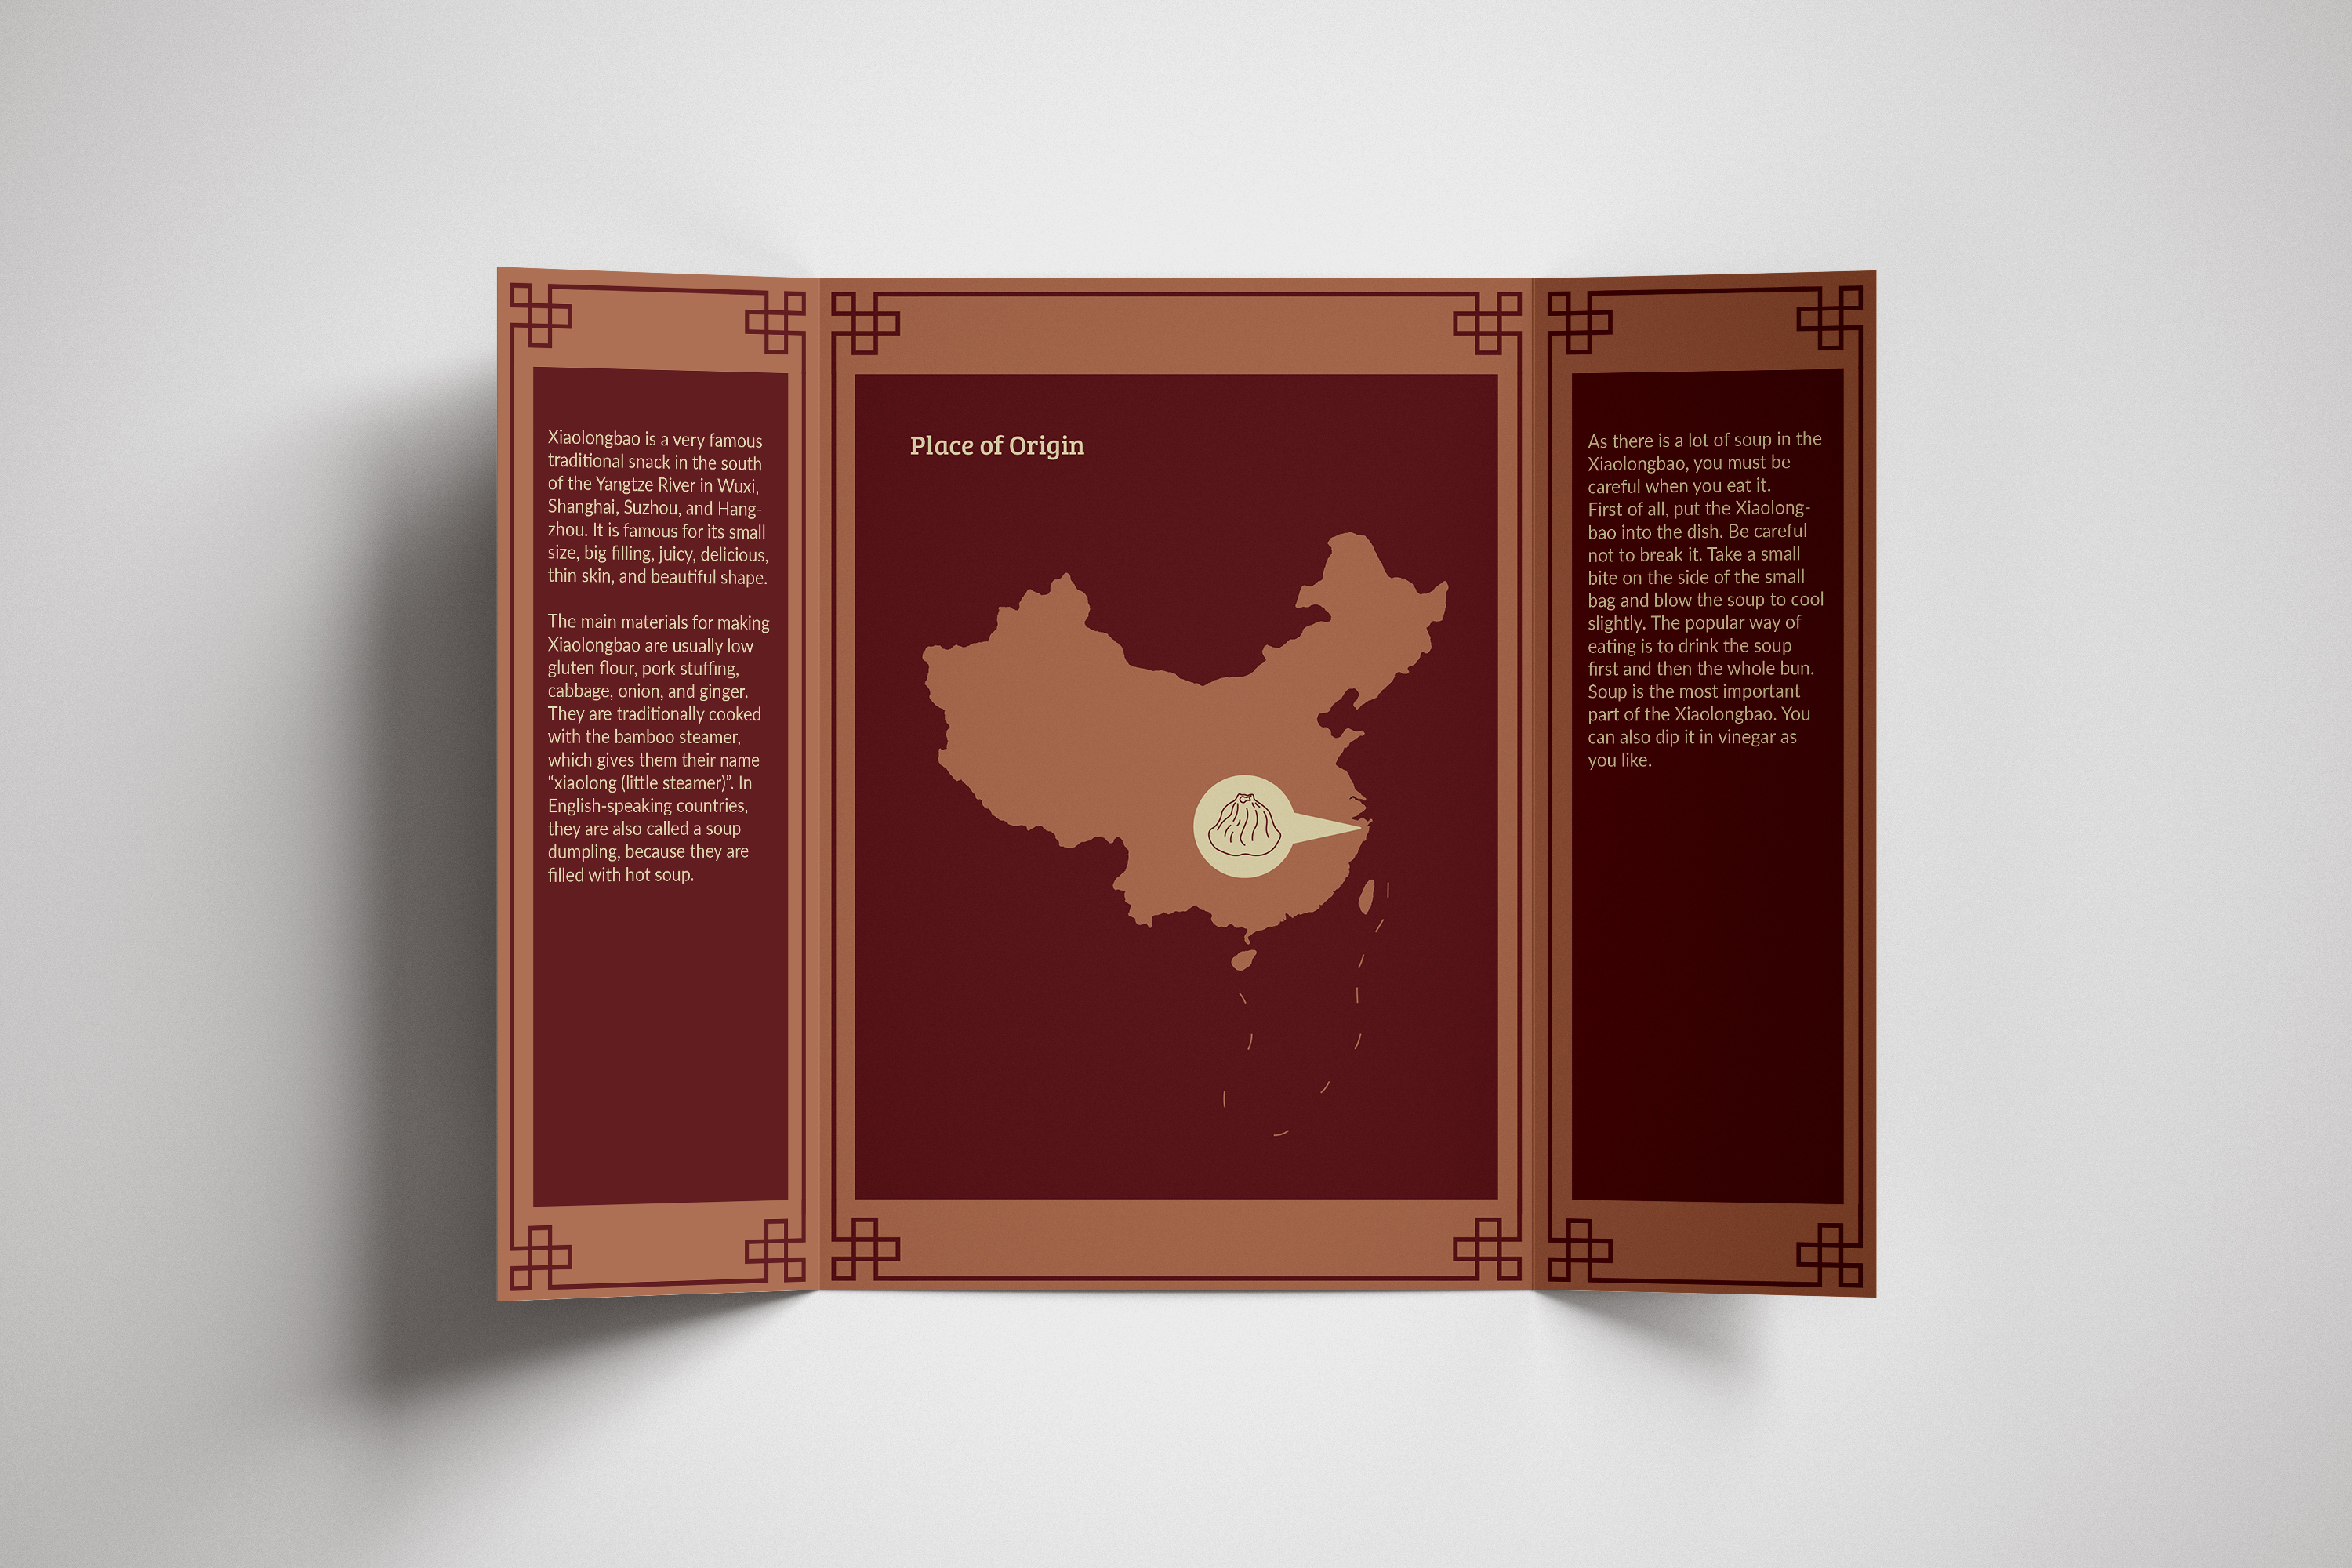 Xiaolongbao is a very famous
traditional snack in the south
of the Yangtze River in Wuxi,
Shanghai, Suzhou, and Hang-
zhou. It is famous for its small
size, big filling, juicy, delicious,
thin skin, and beautiful shape.
The main materials for making
Xiaolongbao are usually low
gluten flour, pork stuffing,
cabbage, onion, and ginger.
They are traditionally cooked
with the bamboo steamer,
which gives them their name
“xiaolong (little steamer)”. In
English-speaking countries,
they are also called a soup
dumpling, because they are
filled with hot soup.
Place of Origin
As there is a lot of soup in the
Xiaolongbao, you must be
careful when you eat it.
First of all, put the Xiaolong-
bao into the dish. Be careful
not to break it. Take a small
bite on the side of the small
bag and blow the soup to cool
slightly. The popular way of
eating is to drink the soup
first and then the whole bun.
Soup is the most important
part of the Xiaolongbao. You
can also dip it in vinegar as
you like.